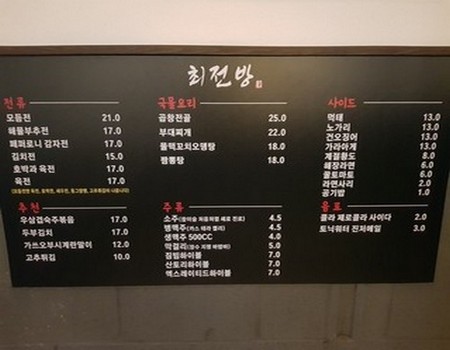 최전방
전류
모듬전 21.0
해물부추전 17.0
페퍼로니 감자전 17.0
김치전 15.0
호박과 육전 17.0
육전 17.0
추천
우삼겹숙주볶음 17.0
두부김치 17.0
가쓰오부시계란말이 12.0
고추튀김 10.0
국물요리
곱창전골 25.0
부대찌개 22.0
물떡꼬치오뎅탕 18.0
짬뽕탕 18.0
주류
소주 4.5
병맥주 4.5
생맥주 500CC 4.0
막걸리 5.0
짐빔하이볼 7.0
산토리하이볼 7.0
엑스레이티드하이볼 7.0
사이드
먹태 13.0
노가리 13.0
건오징어 13.0
가라아게 13.0
계절황도 8.0
해장라면 6.0
꿀토마토 6.0
라면사리 2.0
공기밥 1.0
음료
콜라 제로콜라 사이다 2.0
토닉워터 진저에일 3.0